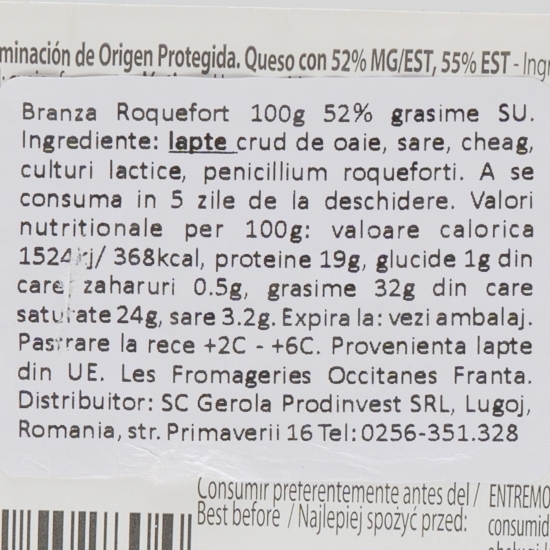 minación de Origen Protegida. Queso con 52% MG/EST, 55% EST - Ingr
Branza Roquefort 100g 52% grasime SU.
Ingrediente: lapte crud de oaie, sare, cheag,
culturi lactice, penicillium roqueforti. A se
consuma in 5 zile de la deschidere. Valori
nutritionale per 100g: valoare calorica
1524kj/ 368kcal, proteine 19g, glucide 1g din
care zaharuri 0.5g, grasime 32g din care
saturate 24g, sare 3.2g. Expira la: vezi ambalaj.
Pastrare la rece +2C - +6C. Provenienta lapte
din UE. Les Fromageries Occitanes Franta.
Distribuitor: SC Gerola Prodinvest SRL, Lugoj,
Romania, str. Primaverii 16 Tel: 0256-351.328
Consumir preferentemente antes del /
Best before / Najlepiej spożyć przed:
ENTREMO
consumid